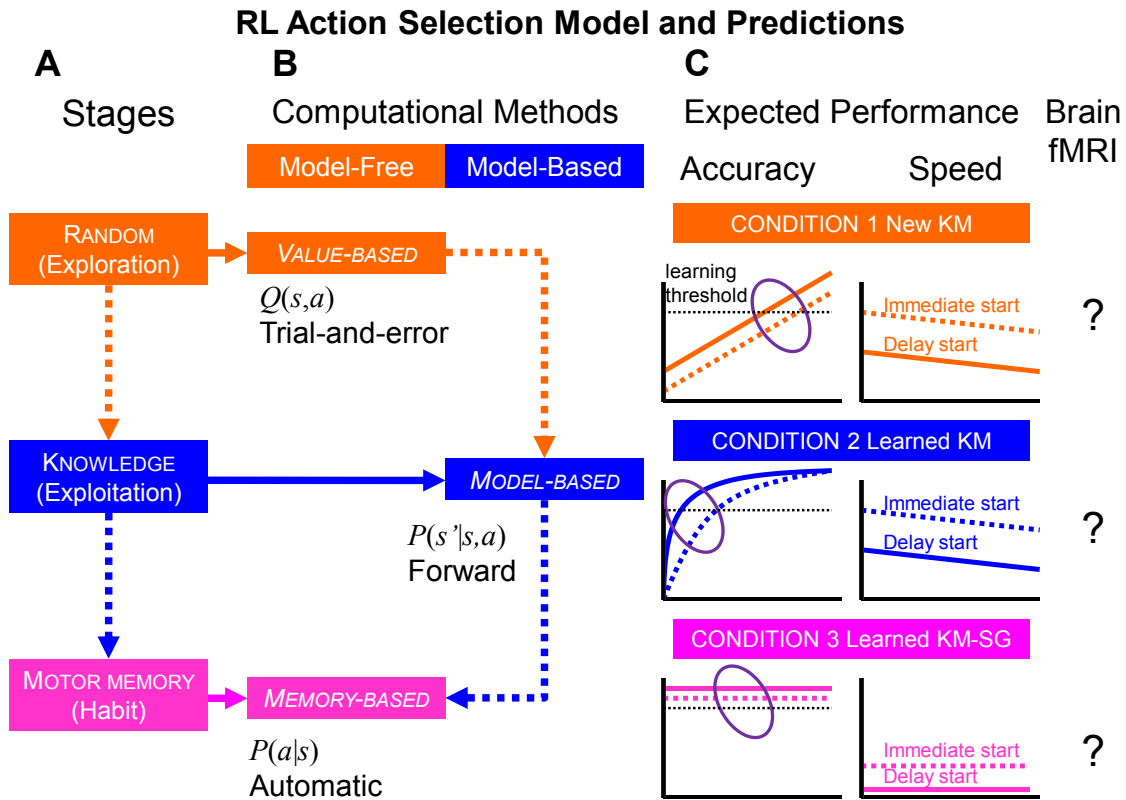 RL Action Selection Model and Predictions
A
Stages
RANDOM
(Exploration)
KNOWLEDGE
(Exploitation)
MOTOR MEMORY
(Habit)
B
Computational Methods
Model-Free
Model-Based
VALUE-BASED
Q(s,a)
Trial-and-error
MODEL-BASED
P(s'|s,a)
Forward
MEMORY-BASED
P(a|s)
Automatic
C
Expected Performance
Accuracy
Speed
Brain
fMRI
CONDITION 1 New KM
learning
threshold
Immediate start
Delay start
?
CONDITION 2 Learned KM
Immediate start
Delay start
?
CONDITION 3 Learned KM-SG
Immediate start
Delay start
?